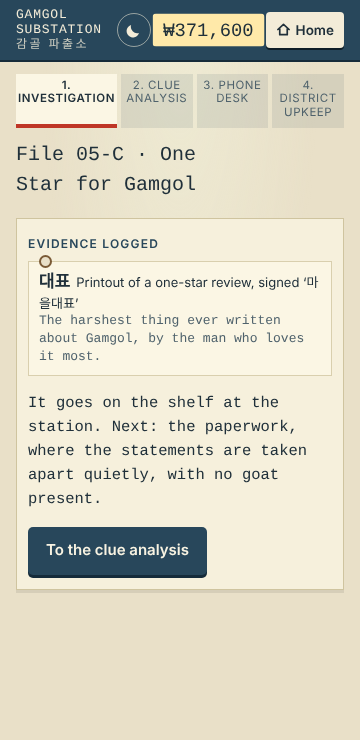 GAMGOL
SUBSTATION
감골 파출소
₩371,600
Home
1.
INVESTIGATION
2. CLUE
ANALYSIS
3. PHONE
DESK
4.
DISTRICT
UPKEEP
File 05-C · One
Star for Gamgol
EVIDENCE LOGGED
대표 Printout of a one-star review, signed ‘마
을대표’
The harshest thing ever written
about Gamgol, by the man who loves
it most.
It goes on the shelf at the
station. Next: the paperwork,
where the statements are taken
apart quietly, with no goat
present.
To the clue analysis